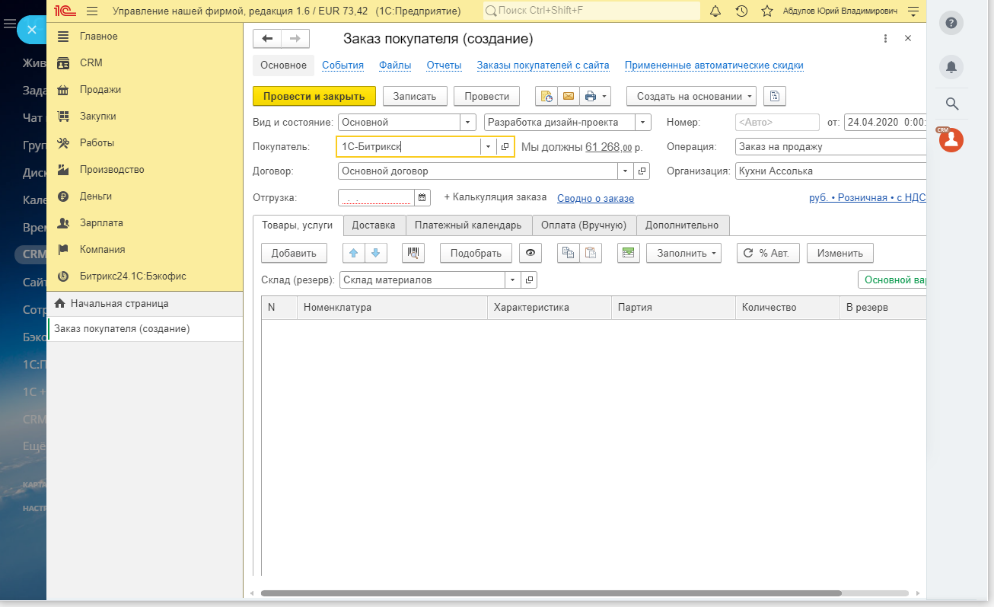 1С Управление нашей фирмой, редакция 1.6 / EUR 73,42 (1С:Предприятие) Поиск Ctrl+Shift+F Абдулов Юрий Владимирович
Главное
CRM
Продажи
Закупки
Работы
Производство
Деньги
Зарплата
Компания
Битрикс24.1С:Бэкофис
Начальная страница
Заказ покупателя (создание)
Жив
Зада
Чат
Груп
Диск
Кале
Врем
CRM
Сайт
Сотр
Бэко
1С:П
1С +
CRM
Ещё
КАРТА
НАСТР
Заказ покупателя (создание)
Основное События Файлы Отчеты Заказы покупателей с сайта Примененные автоматические скидки
Провести и закрыть Записать Провести Создать на основании
Вид и состояние: Основной Разработка дизайн-проекта Номер: <Авто> от: 24.04.2020 0:00:
Покупатель: 1С-Битрикск Мы должны 61 268,00 р. Операция: Заказ на продажу
Договор: Основной договор Организация: Кухни Ассолька
Отгрузка: + Калькуляция заказа Сводно о заказе руб. • Розничная • с НДС
Товары, услуги Доставка Платежный календарь Оплата (Вручную) Дополнительно
Добавить Подобрать Заполнить % Авт. Изменить
Склад (резерв): Склад материалов Основной вар
N Номенклатура Характеристика Партия Количество В резерв
CRM